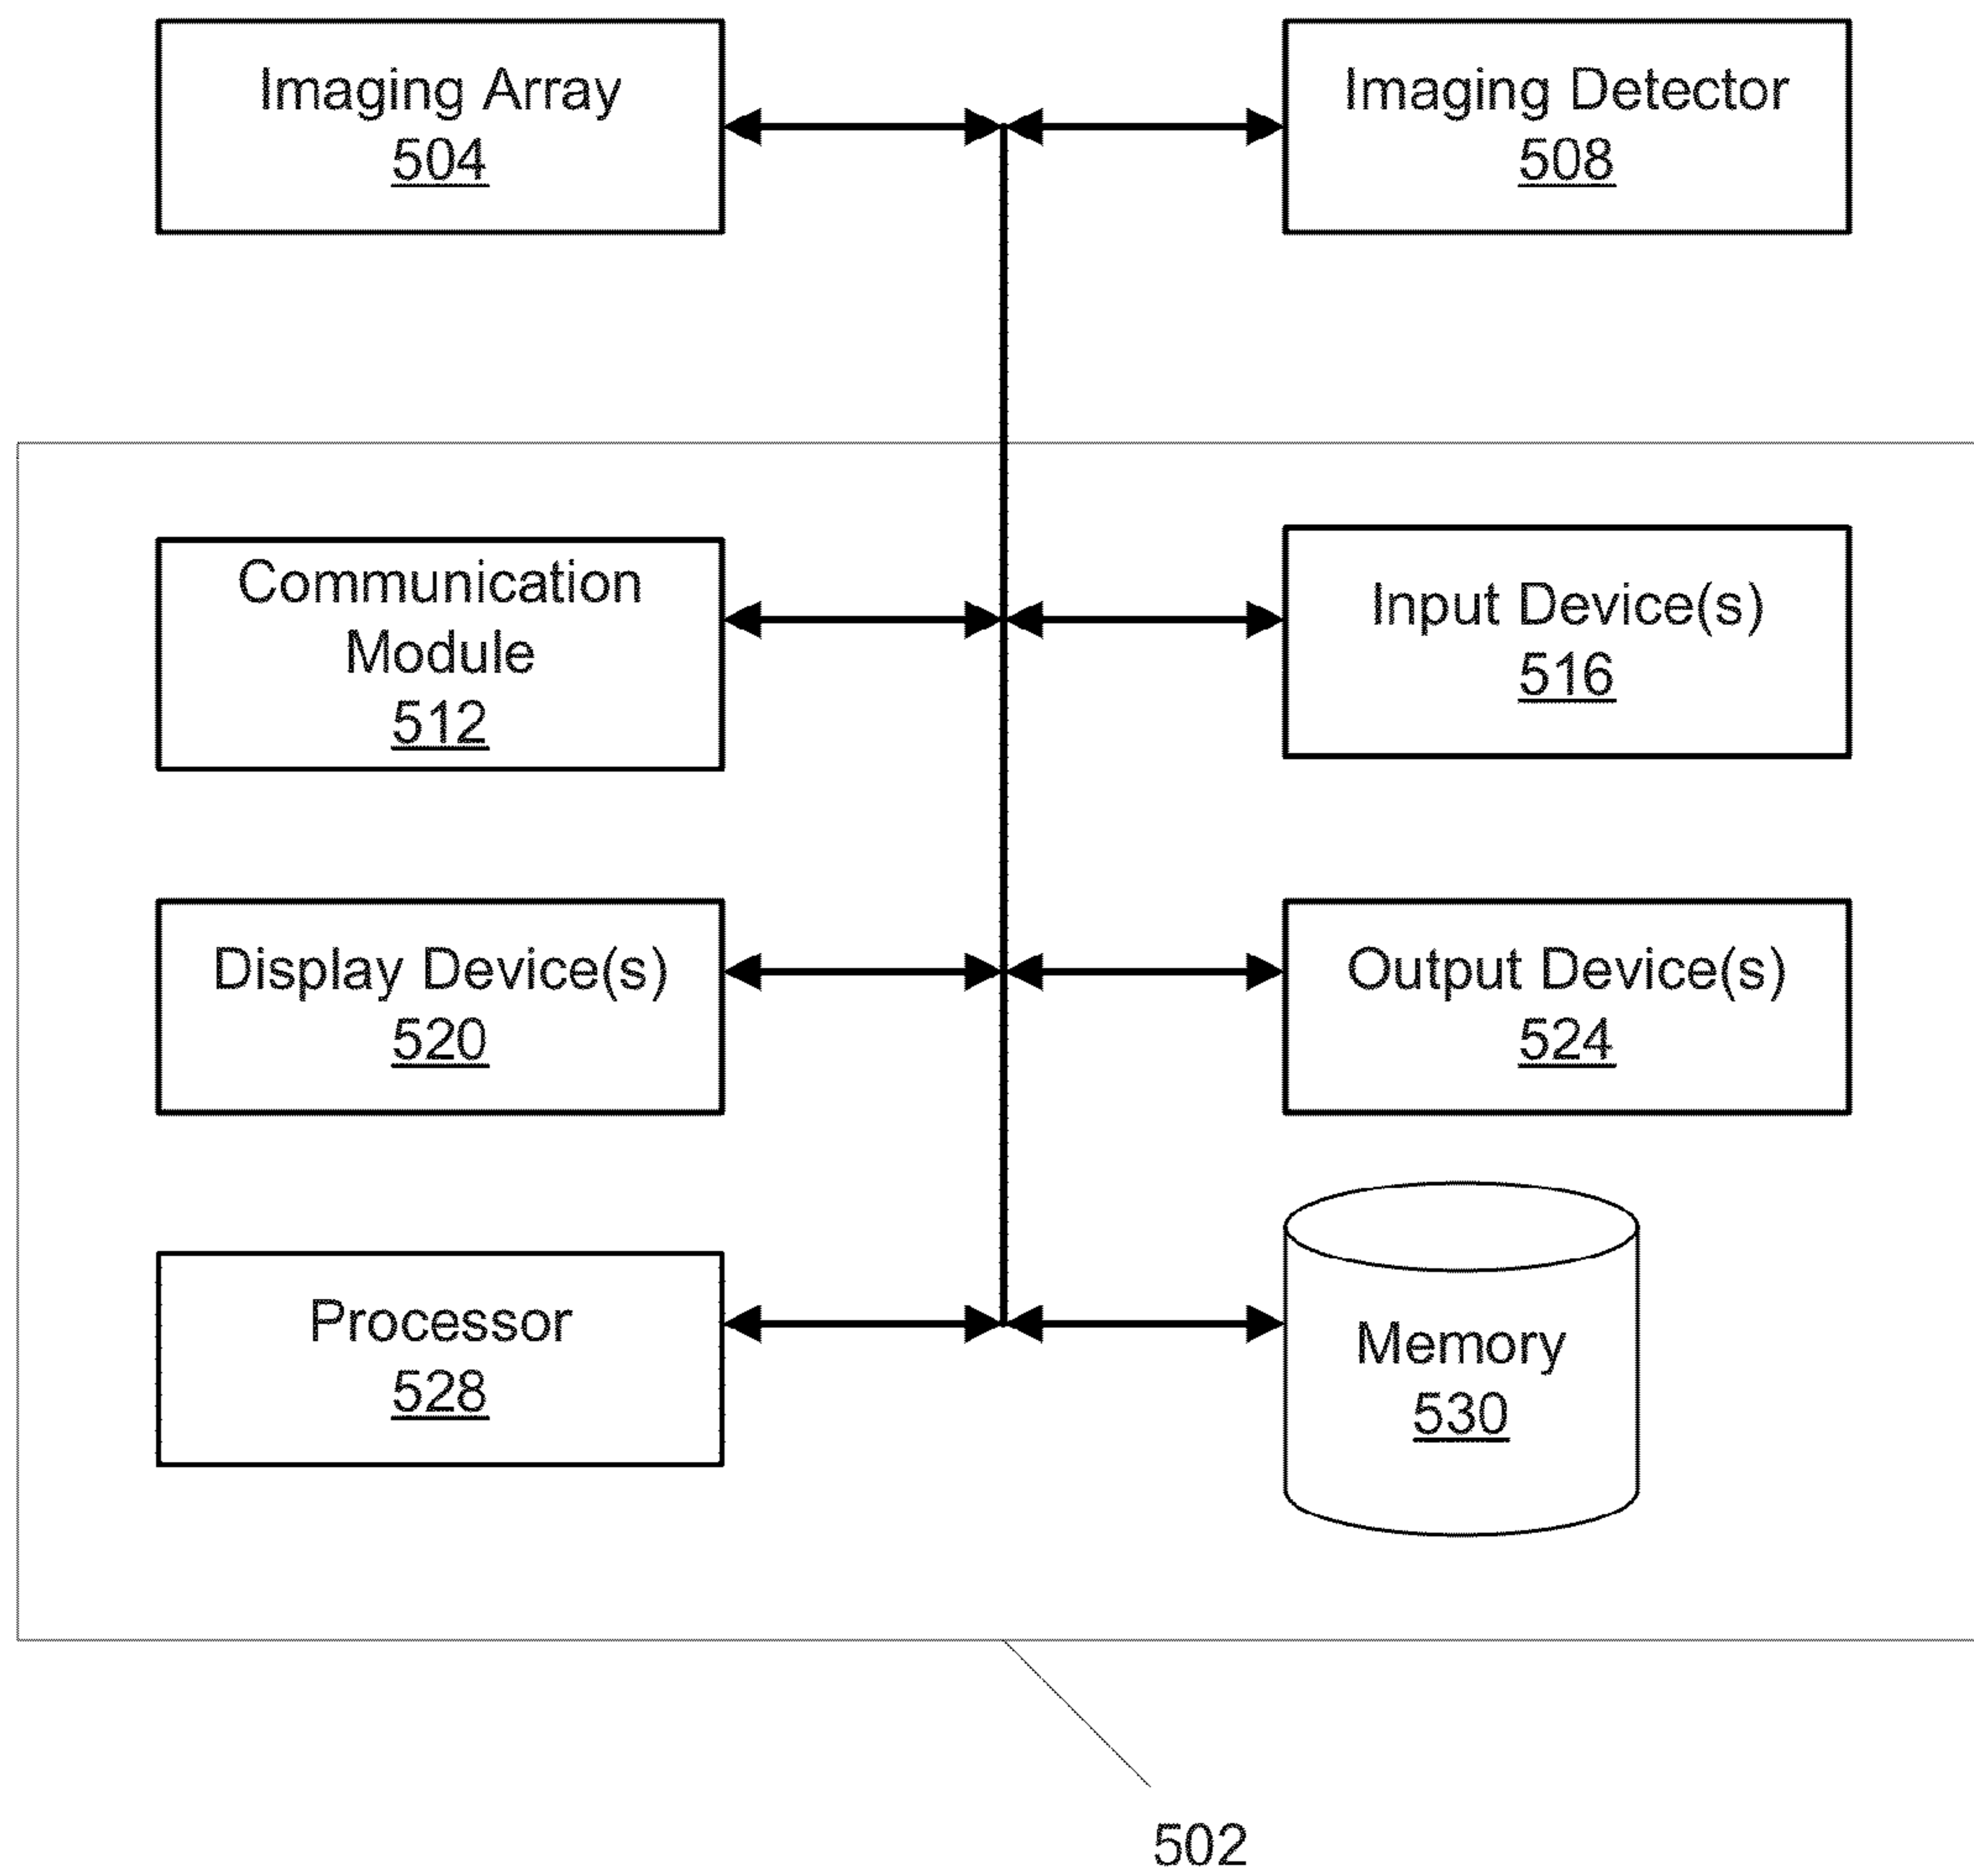 Imaging Array
504
Imaging Detector
508
Communication
Module
512
Input Device(s)
516
Display Device(s)
520
Output Device(s)
524
Processor
528
Memory
530
502